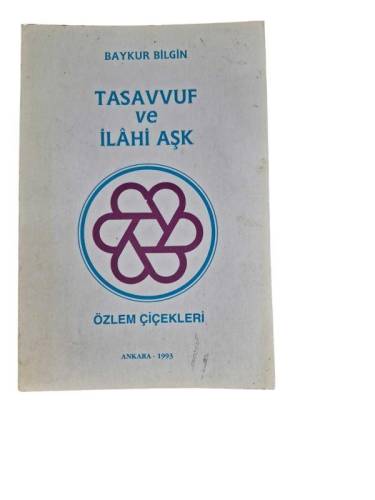 BAYKUR BİLGİN
TASAVVUF
ve
İLÂHİ AŞK
ÖZLEM ÇİÇEKLERİ
ANKARA - 1993